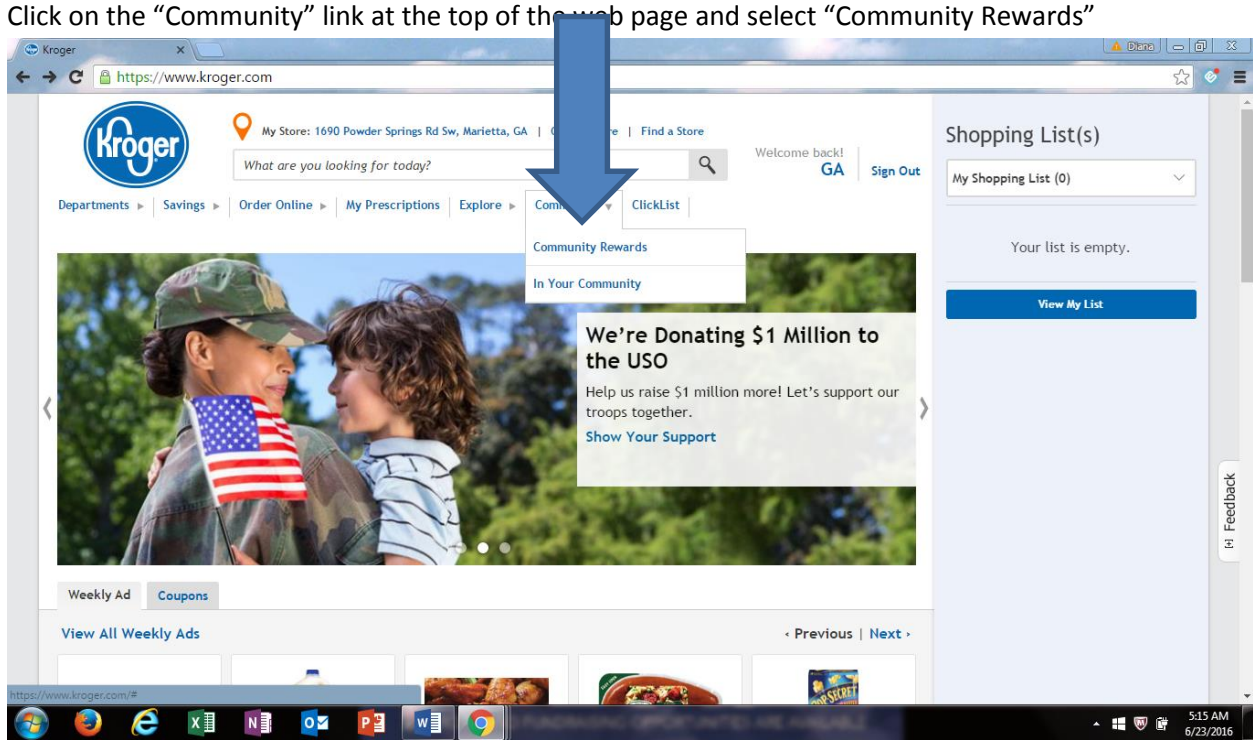 Click on the “Community” link at the top of the web page and select “Community Rewards”
Kroger
Diana
https://www.kroger.com
Kroger
My Store: 1690 Powder Springs Rd Sw, Marietta, GA | | Find a Store
What are you looking for today?
Welcome back!
GA
Sign Out
Departments Savings Order Online My Prescriptions Explore ClickList
Community Rewards
In Your Community
Shopping List(s)
My Shopping List (0)
Your list is empty.
View My List
We're Donating $1 Million to
the USO
Help us raise $1 million more! Let's support our
troops together.
Show Your Support
[+] Feedback
Weekly Ad Coupons
View All Weekly Ads
‹ Previous | Next ›
POP SECRET
https://www.kroger.com/#
5:15 AM
6/23/2016